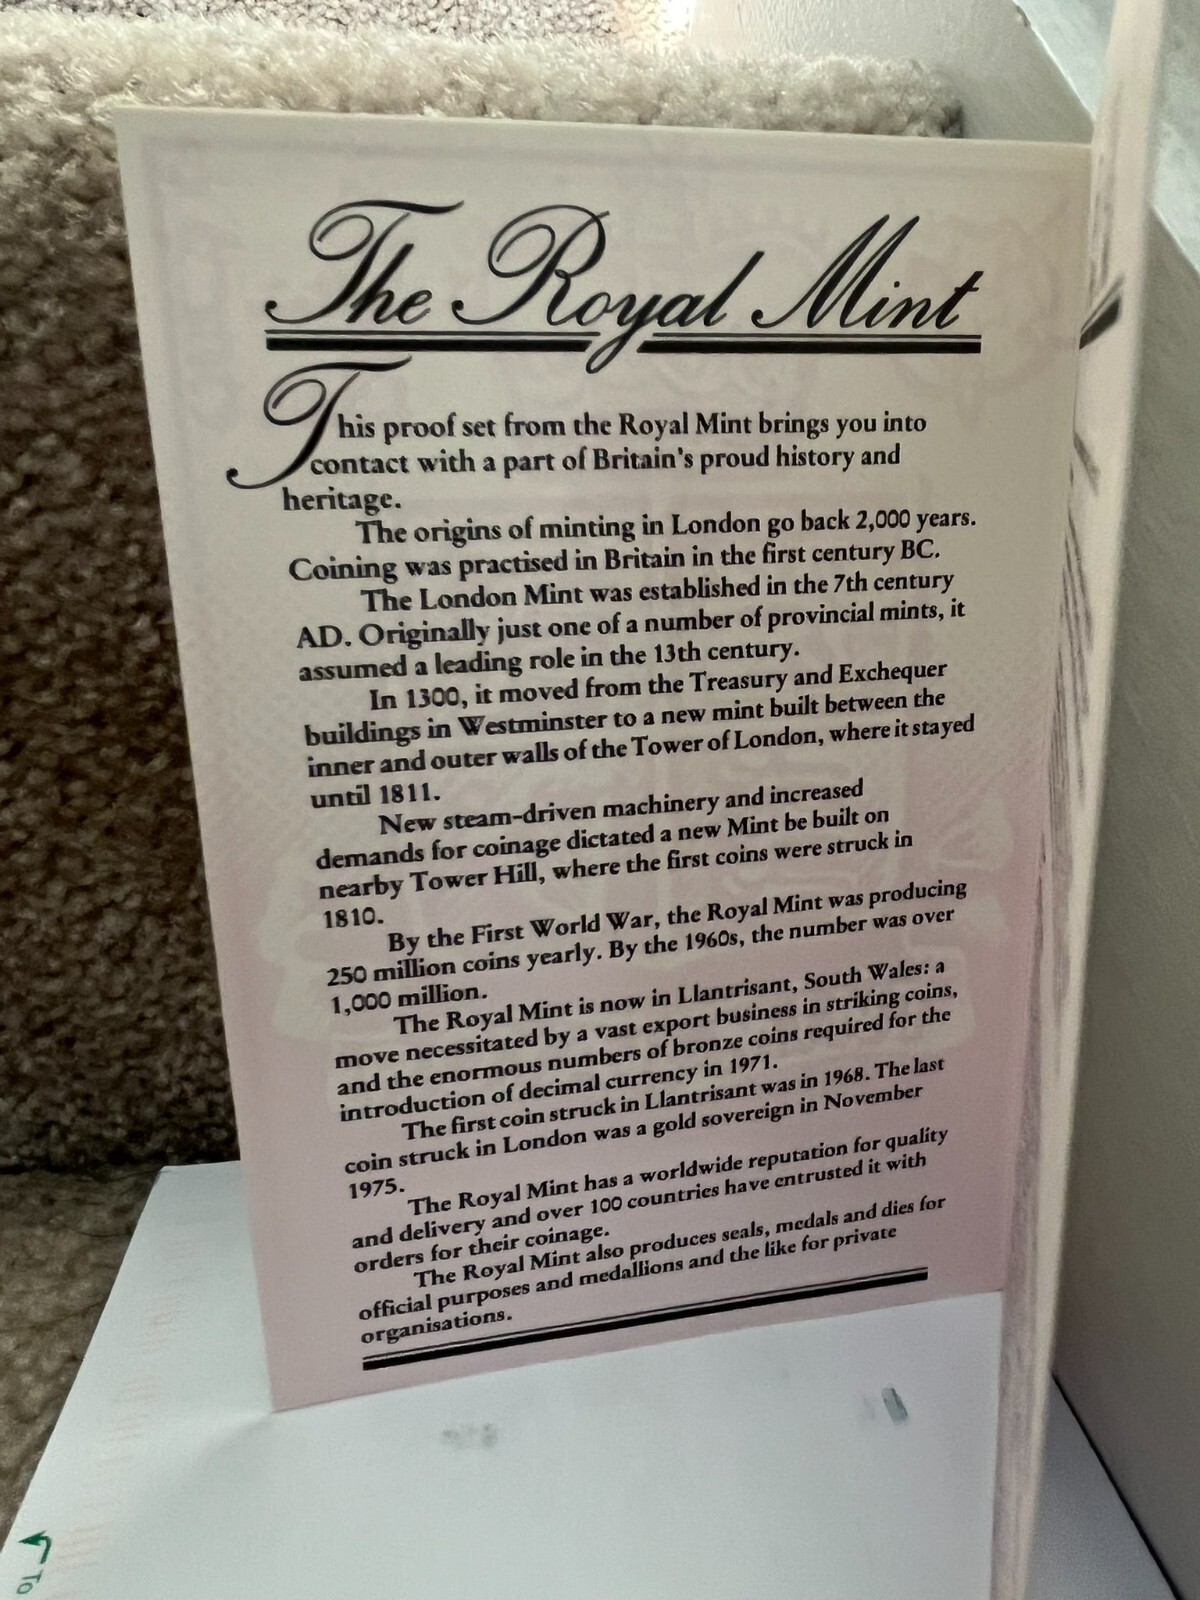 The Royal Mint
This proof set from the Royal Mint brings you into
contact with a part of Britain's proud history and
heritage.
The origins of minting in London go back 2,000 years.
Coining was practised in Britain in the first century BC.
The London Mint was established in the 7th century
AD. Originally just one of a number of provincial mints, it
assumed a leading role in the 13th century.
In 1300, it moved from the Treasury and Exchequer
buildings in Westminster to a new mint built between the
inner and outer walls of the Tower of London, where it stayed
until 1811.
New steam-driven machinery and increased
demands for coinage dictated a new Mint be built on
nearby Tower Hill, where the first coins were struck in
1810.
By the First World War, the Royal Mint was producing
250 million coins yearly. By the 1960s, the number was over
1,000 million.
The Royal Mint is now in Llantrisant, South Wales: a
move necessitated by a vast export business in striking coins,
and the enormous numbers of bronze coins required for the
introduction of decimal currency in 1971.
The first coin struck in Llantrisant was in 1968. The last
coin struck in London was a gold sovereign in November
1975.
The Royal Mint has a worldwide reputation for quality
and delivery and over 100 countries have entrusted it with
orders for their coinage.
The Royal Mint also produces seals, medals and dies for
official purposes and medallions and the like for private
organisations.
To